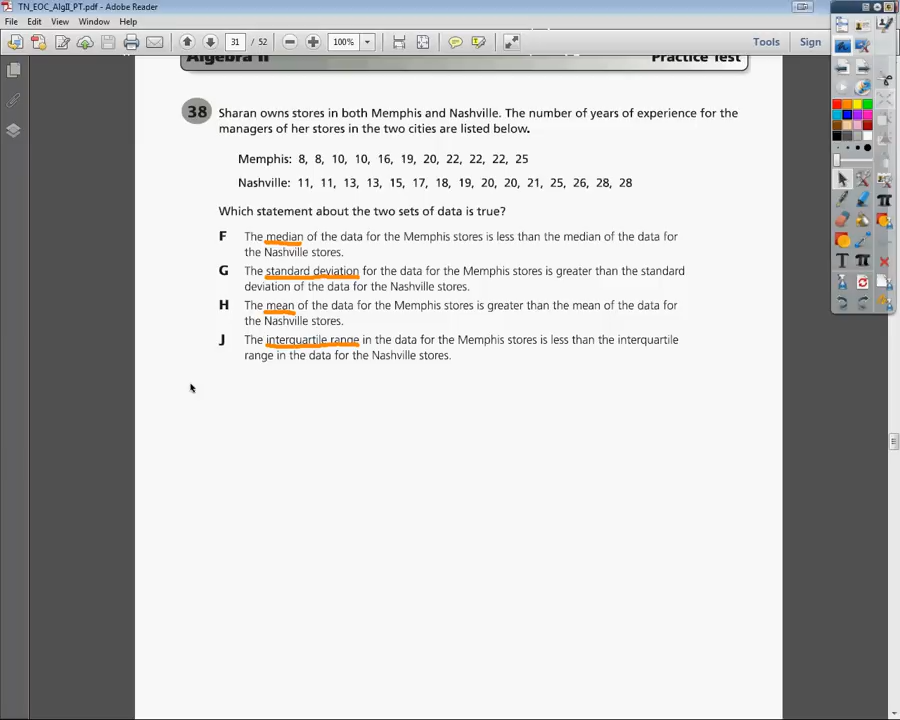 TN_EOC_AlgII_PT.pdf - Adobe Reader
File Edit View Window Help
31 / 52 100% Tools Sign
Algebra II Practice Test
38 Sharan owns stores in both Memphis and Nashville. The number of years of experience for the
managers of her stores in the two cities are listed below.
Memphis: 8, 8, 10, 10, 16, 19, 20, 22, 22, 22, 25
Nashville: 11, 11, 13, 13, 15, 17, 18, 19, 20, 20, 21, 25, 26, 28, 28
Which statement about the two sets of data is true?
F The median of the data for the Memphis stores is less than the median of the data for
the Nashville stores.
G The standard deviation for the data for the Memphis stores is greater than the standard
deviation of the data for the Nashville stores.
H The mean of the data for the Memphis stores is greater than the mean of the data for
the Nashville stores.
J The interquartile range in the data for the Memphis stores is less than the interquartile
range in the data for the Nashville stores.